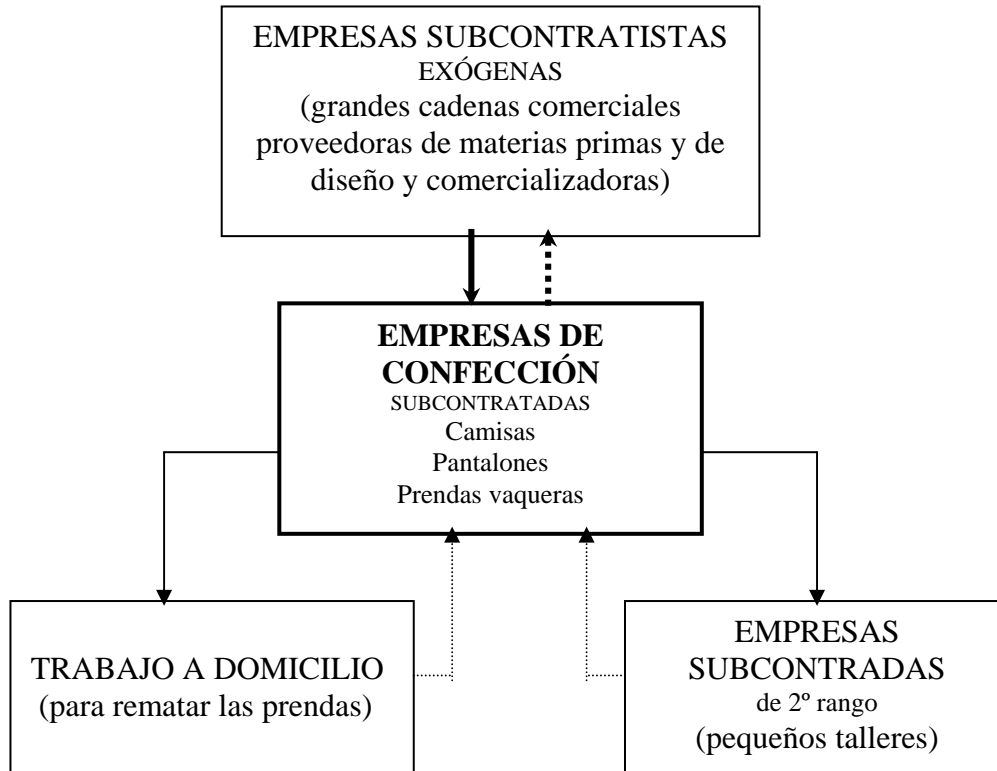 EMPRESAS SUBCONTRATISTAS
EXÓGENAS
(grandes cadenas comerciales
proveedoras de materias primas y de
diseño y comercializadoras)
EMPRESAS DE
CONFECCIÓN
SUBCONTRATADAS
Camisas
Pantalones
Prendas vaqueras
TRABAJO A DOMICILIO
(para rematar las prendas)
EMPRESAS
SUBCONTRADAS
de 2º rango
(pequeños talleres)